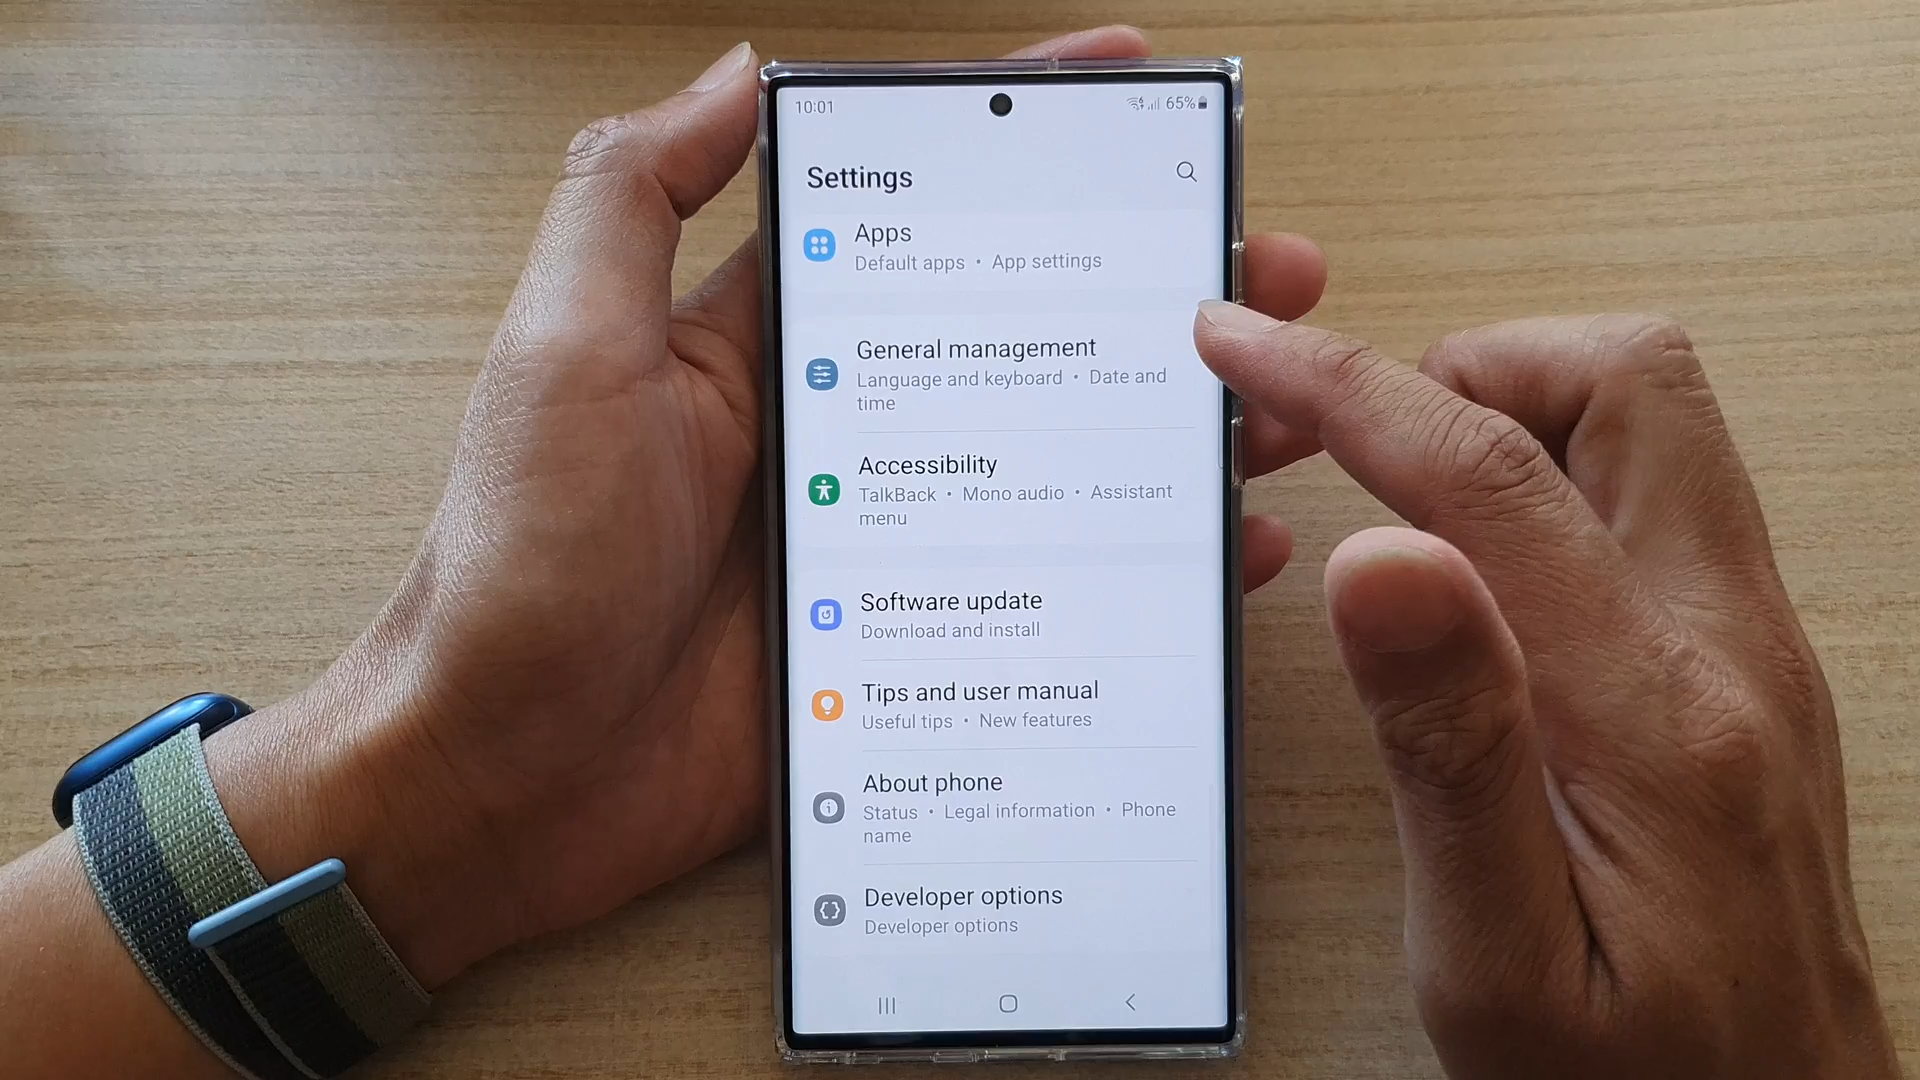 10:01
65%
Settings
Apps
Default apps • App settings
General management
Language and keyboard • Date and
time
Accessibility
TalkBack • Mono audio • Assistant
menu
Software update
Download and install
Tips and user manual
Useful tips • New features
About phone
Status • Legal information • Phone
name
Developer options
Developer options